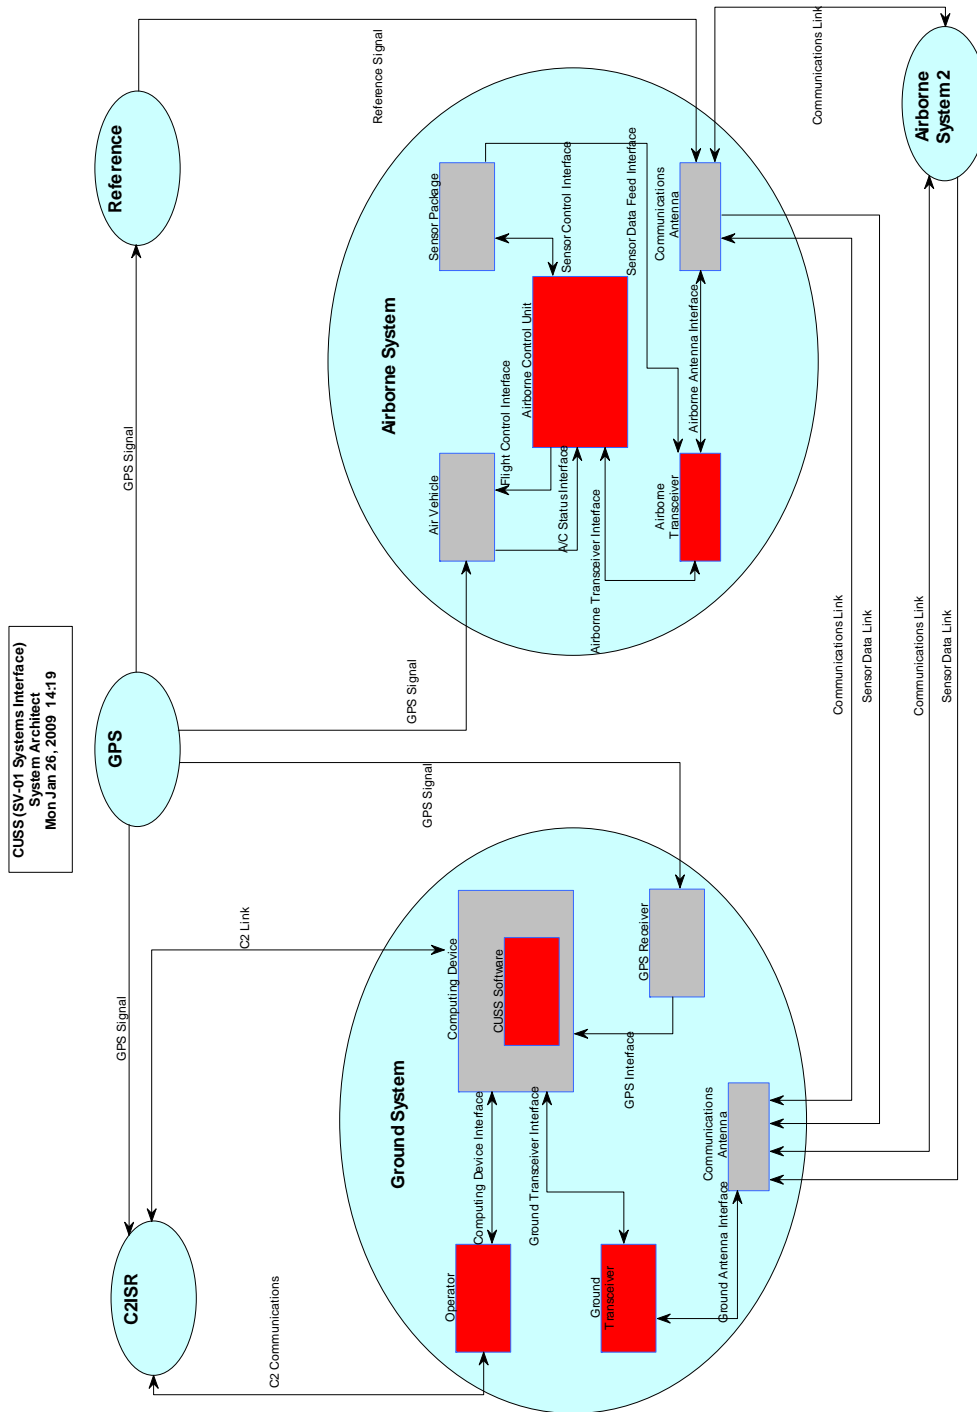 CUSS (SV-01 Systems Interface)
System Architect
Mon Jan 26, 2009 14:19
C2ISR
GPS Signal
GPS
GPS Signal
Reference
C2 Communications
C2 Link
GPS Signal
GPS Signal
Reference Signal
Ground System
Operator
Computing Device Interface
Computing Device
CUSS Software
Ground Transceiver Interface
Ground
Transceiver
GPS Interface
GPS Receiver
Ground Antenna Interface
Communications
Antenna
Airborne System
Air Vehicle
Sensor Package
Flight Control Interface
Airborne Control Unit
A/C Status Interface
Sensor Control Interface
Airborne Transceiver Interface
Sensor Data Feed Interface
Airborne
Transceiver
Airborne Antenna Interface
Communications
Antenna
Communications Link
Airborne
System 2
Communications Link
Sensor Data Link
Communications Link
Sensor Data Link